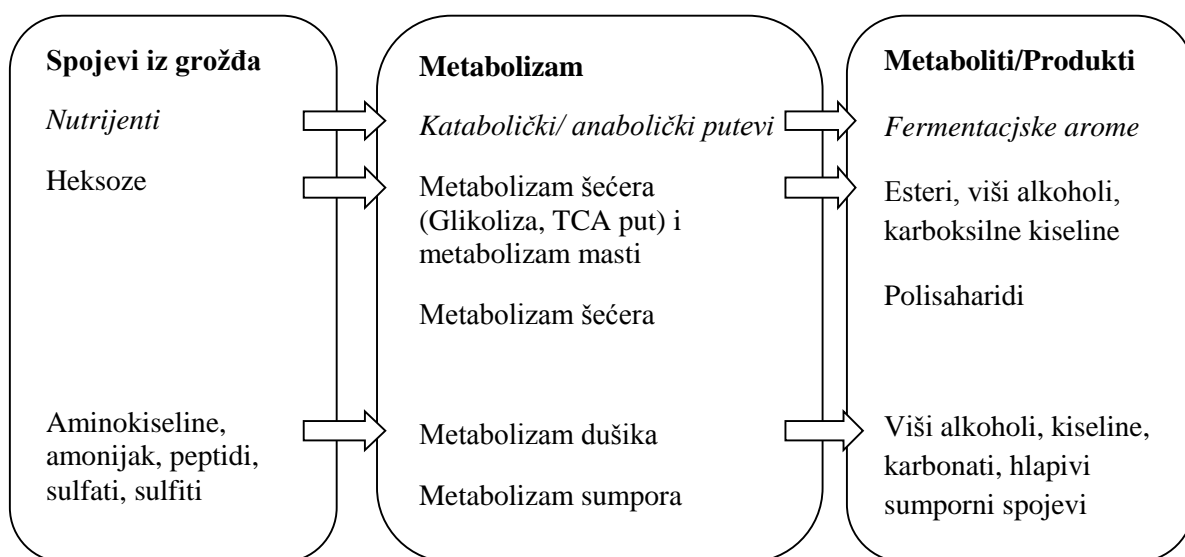 Spojevi iz grožđa
Nutrijenti
Heksoze
Aminokiseline,
amonijak, peptidi,
sulfati, sulfiti
Metabolizam
Katabolički/ anabolički putevi
Metabolizam šećera
(Glikoliza, TCA put) i
metabolizam masti
Metabolizam šećera
Metabolizam dušika
Metabolizam sumpora
Metaboliti/Produkti
Fermentacjske arome
Esteri, viši alkoholi,
karboksilne kiseline
Polisaharidi
Viši alkoholi, kiseline,
karbonati, hlapivi
sumporni spojevi